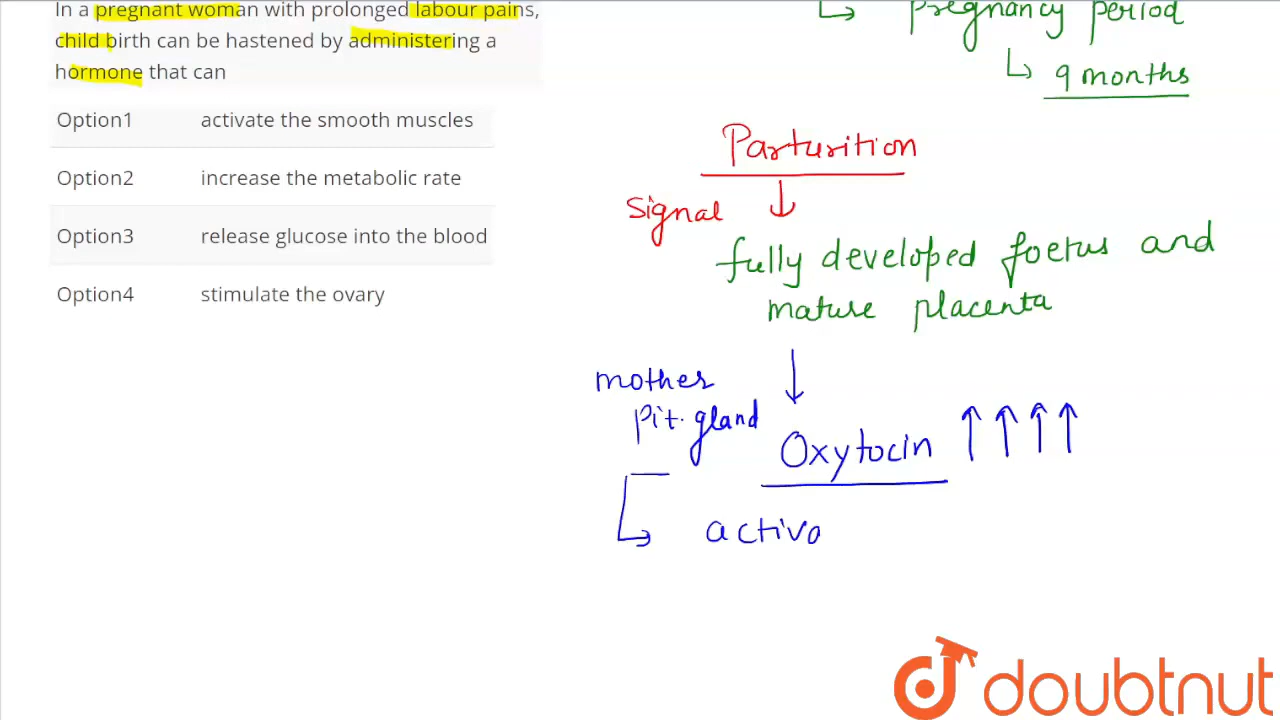 In a pregnant woman with prolonged labour pains,
child birth can be hastened by administering a
hormone that can
Option1 activate the smooth muscles
Option2 increase the metabolic rate
Option3 release glucose into the blood
Option4 stimulate the ovary
pregnancy period
9 months
Parturition
signal
fully developed foetus and
mature placenta
mother
pit. gland
Oxytocin ↑ ↑ ↑ ↑
activa
doubtnut